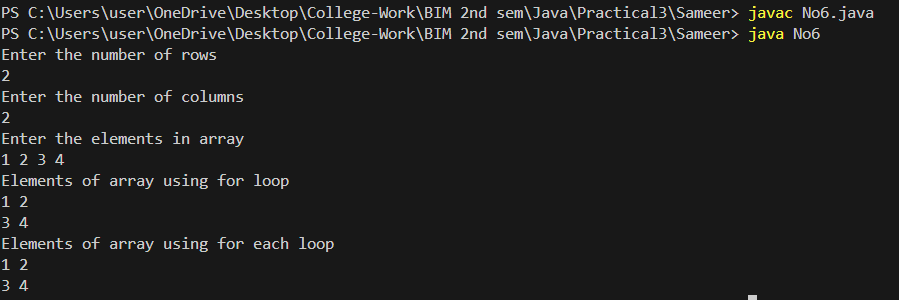 PS C:\Users\user\OneDrive\Desktop\College-Work\BIM 2nd sem\Java\Practical3\Sameer> javac No6.java
PS C:\Users\user\OneDrive\Desktop\College-Work\BIM 2nd sem\Java\Practical3\Sameer> java No6
Enter the number of rows
2
Enter the number of columns
2
Enter the elements in array
1 2 3 4
Elements of array using for loop
1 2
3 4
Elements of array using for each loop
1 2
3 4